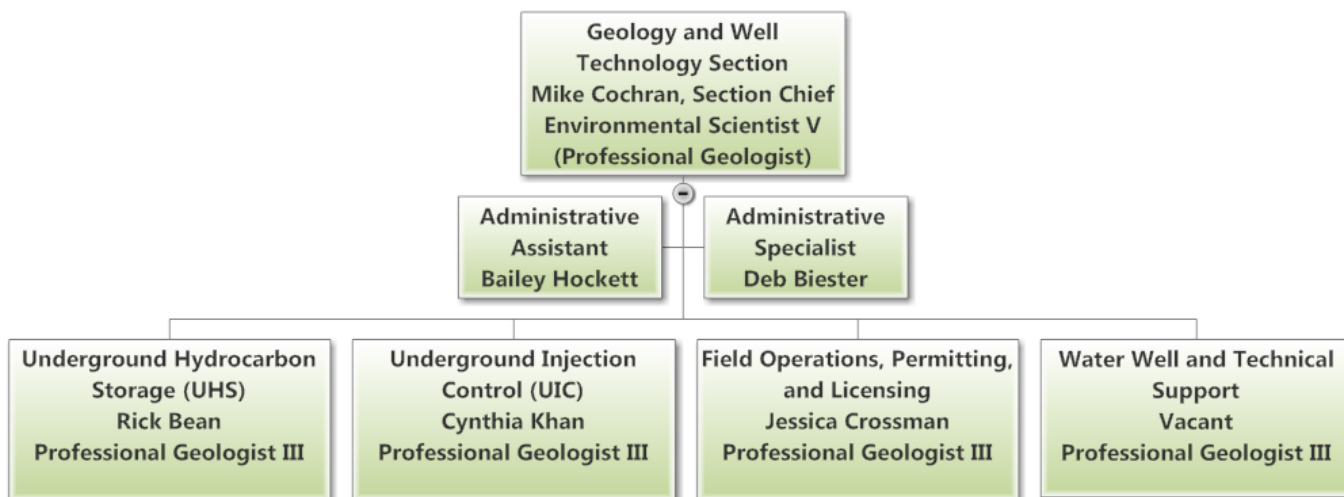 Geology and Well
Technology Section
Mike Cochran, Section Chief
Environmental Scientist V
(Professional Geologist)
Administrative
Assistant
Bailey Hockett
Administrative
Specialist
Deb Biester
Underground Hydrocarbon
Storage (UHS)
Rick Bean
Professional Geologist III
Underground Injection
Control (UIC)
Cynthia Khan
Professional Geologist III
Field Operations, Permitting,
and Licensing
Jessica Crossman
Professional Geologist III
Water Well and Technical
Support
Vacant
Professional Geologist III